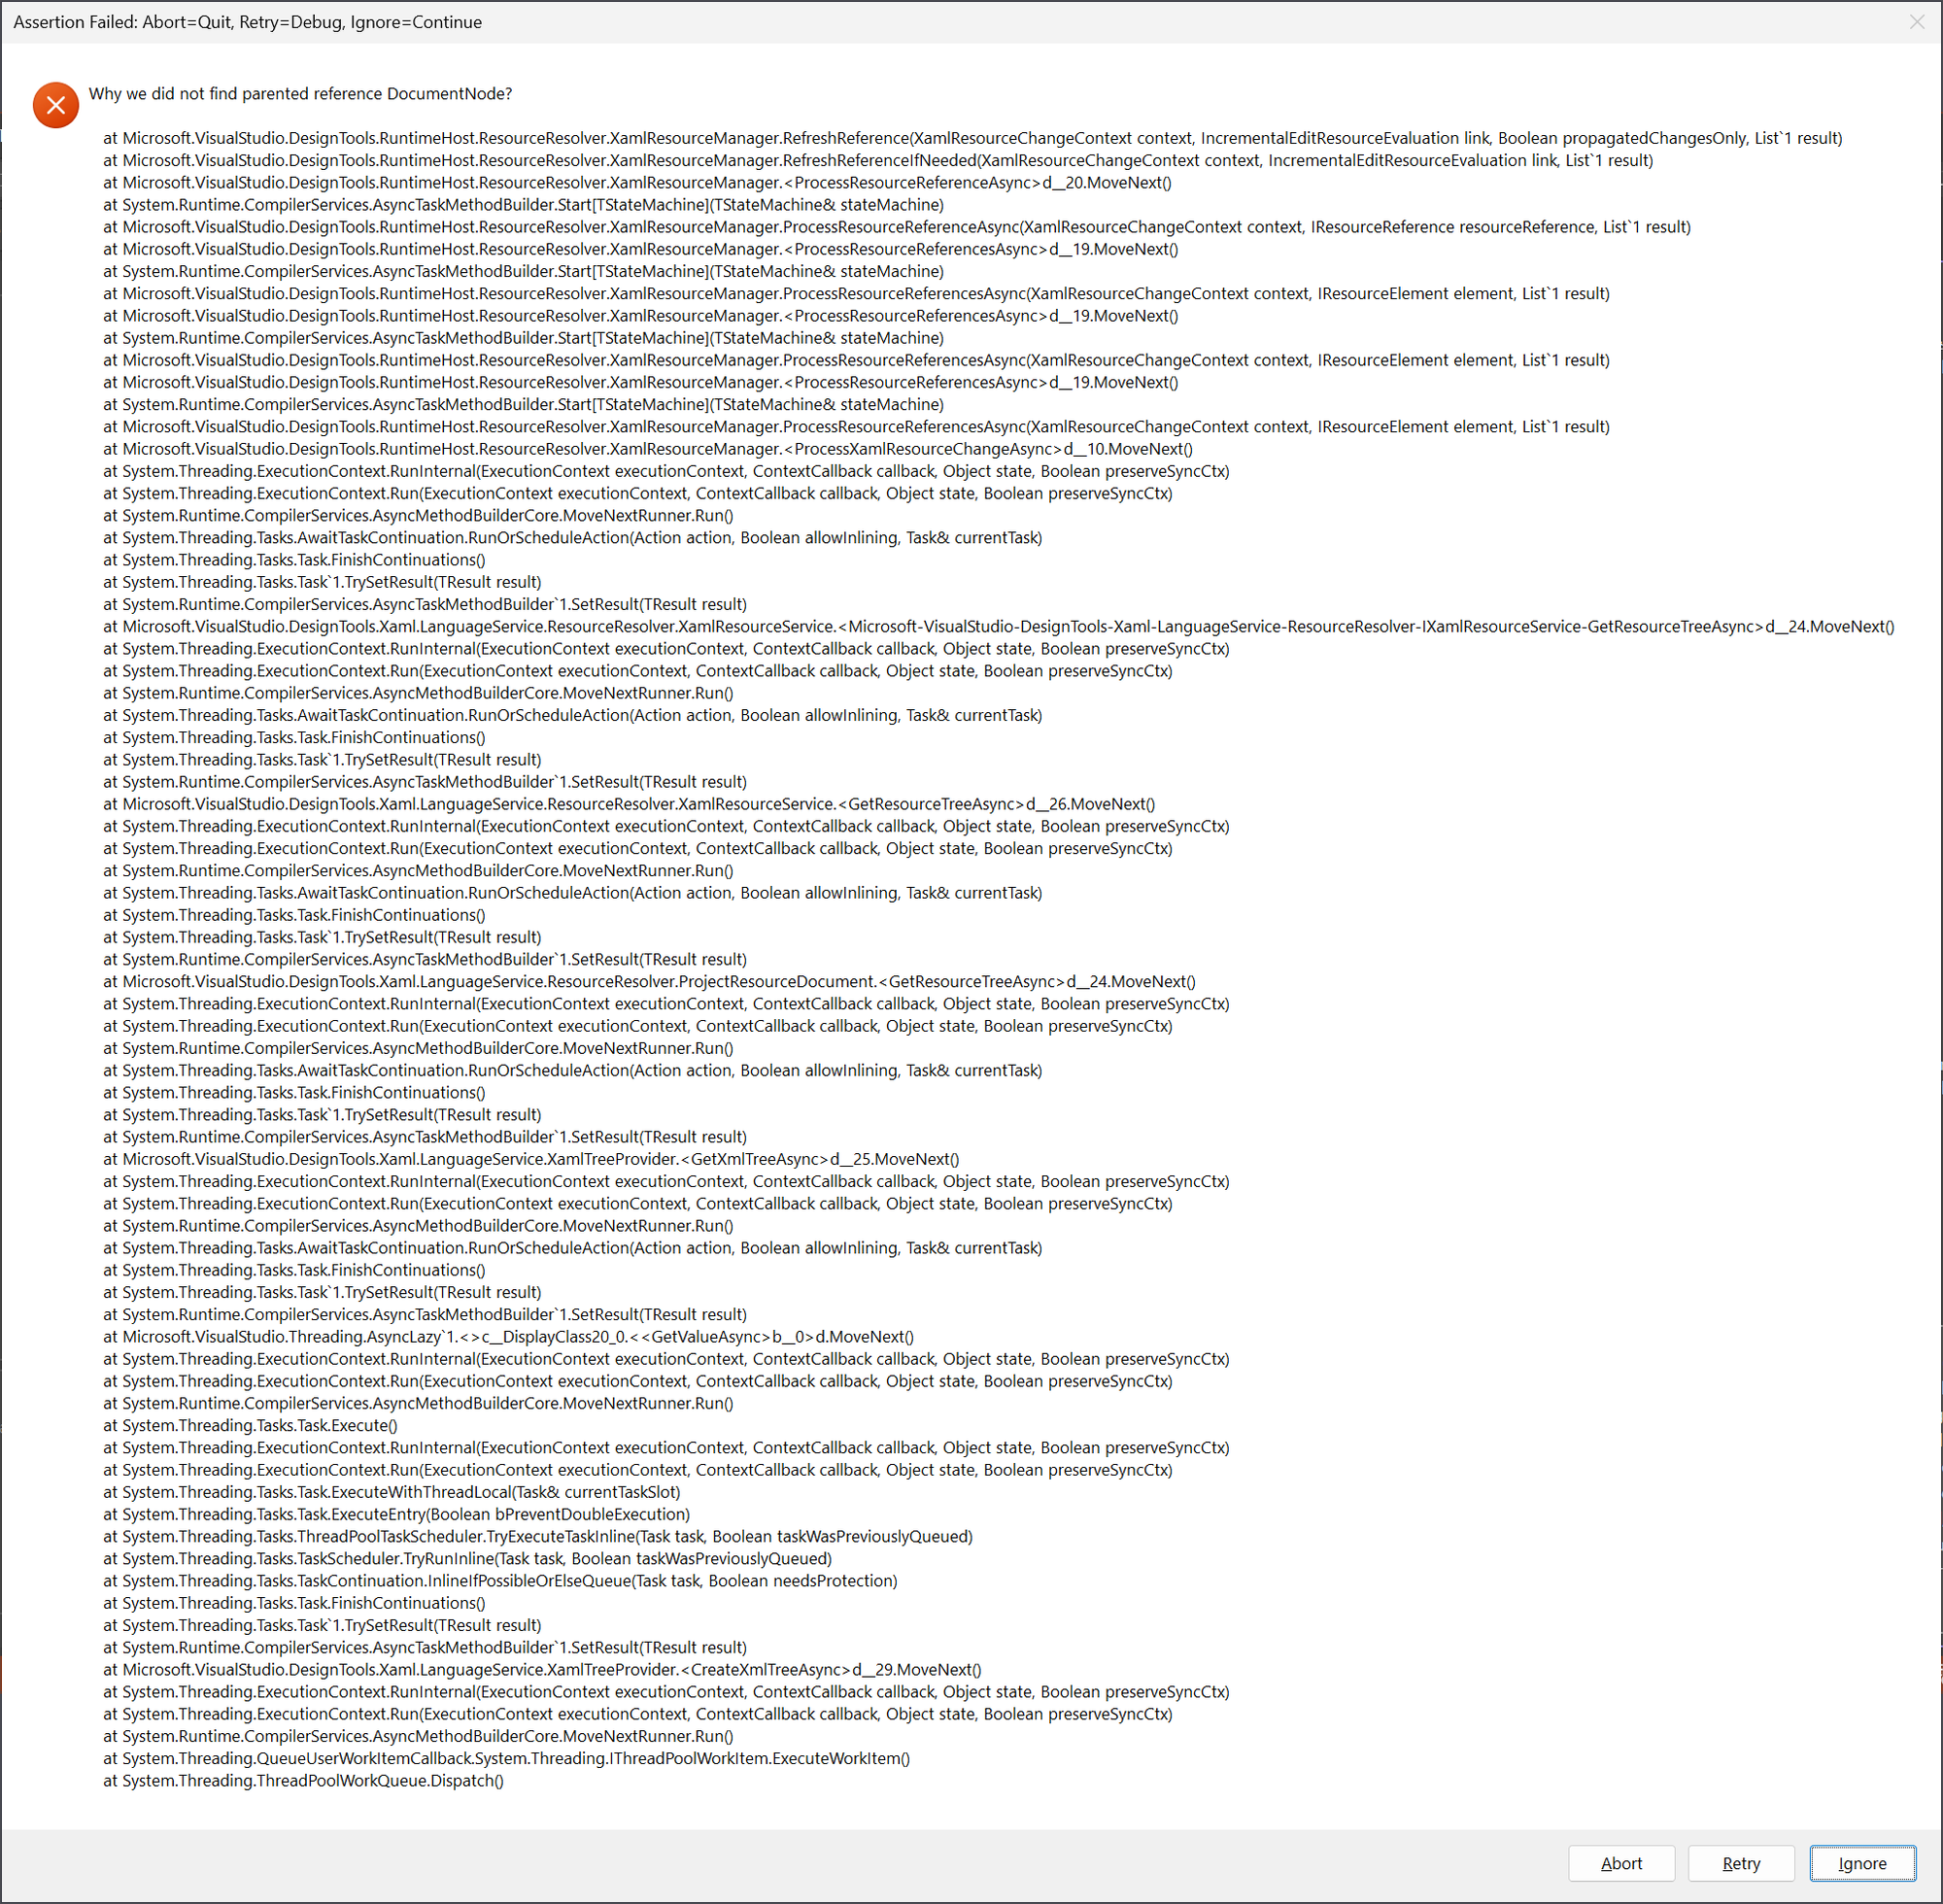 Assertion Failed: Abort=Quit, Retry=Debug, Ignore=Continue
Why we did not find parented reference DocumentNode?
at Microsoft.VisualStudio.DesignTools.RuntimeHost.ResourceResolver.XamlResourceManager.RefreshReference(XamlResourceChangeContext context, IncrementalEditResourceEvaluation link, Boolean propagatedChangesOnly, List`1 result)
at Microsoft.VisualStudio.DesignTools.RuntimeHost.ResourceResolver.XamlResourceManager.RefreshReferenceIfNeeded(XamlResourceChangeContext context, IncrementalEditResourceEvaluation link, List`1 result)
at Microsoft.VisualStudio.DesignTools.RuntimeHost.ResourceResolver.XamlResourceManager.<ProcessResourceReferenceAsync>d__20.MoveNext()
at System.Runtime.CompilerServices.AsyncTaskMethodBuilder.Start[TStateMachine](TStateMachine& stateMachine)
at Microsoft.VisualStudio.DesignTools.RuntimeHost.ResourceResolver.XamlResourceManager.ProcessResourceReferenceAsync(XamlResourceChangeContext context, IResourceReference resourceReference, List`1 result)
at Microsoft.VisualStudio.DesignTools.RuntimeHost.ResourceResolver.XamlResourceManager.<ProcessResourceReferencesAsync>d__19.MoveNext()
at System.Runtime.CompilerServices.AsyncTaskMethodBuilder.Start[TStateMachine](TStateMachine& stateMachine)
at Microsoft.VisualStudio.DesignTools.RuntimeHost.ResourceResolver.XamlResourceManager.ProcessResourceReferencesAsync(XamlResourceChangeContext context, IResourceElement element, List`1 result)
at Microsoft.VisualStudio.DesignTools.RuntimeHost.ResourceResolver.XamlResourceManager.<ProcessResourceReferencesAsync>d__19.MoveNext()
at System.Runtime.CompilerServices.AsyncTaskMethodBuilder.Start[TStateMachine](TStateMachine& stateMachine)
at Microsoft.VisualStudio.DesignTools.RuntimeHost.ResourceResolver.XamlResourceManager.ProcessResourceReferencesAsync(XamlResourceChangeContext context, IResourceElement element, List`1 result)
at Microsoft.VisualStudio.DesignTools.RuntimeHost.ResourceResolver.XamlResourceManager.<ProcessResourceReferencesAsync>d__19.MoveNext()
at System.Runtime.CompilerServices.AsyncTaskMethodBuilder.Start[TStateMachine](TStateMachine& stateMachine)
at Microsoft.VisualStudio.DesignTools.RuntimeHost.ResourceResolver.XamlResourceManager.ProcessResourceReferencesAsync(XamlResourceChangeContext context, IResourceElement element, List`1 result)
at Microsoft.VisualStudio.DesignTools.RuntimeHost.ResourceResolver.XamlResourceManager.<ProcessXamlResourceChangeAsync>d__10.MoveNext()
at System.Threading.ExecutionContext.RunInternal(ExecutionContext executionContext, ContextCallback callback, Object state, Boolean preserveSyncCtx)
at System.Threading.ExecutionContext.Run(ExecutionContext executionContext, ContextCallback callback, Object state, Boolean preserveSyncCtx)
at System.Runtime.CompilerServices.AsyncMethodBuilderCore.MoveNextRunner.Run()
at System.Threading.Tasks.AwaitTaskContinuation.RunOrScheduleAction(Action action, Boolean allowInlining, Task& currentTask)
at System.Threading.Tasks.Task.FinishContinuations()
at System.Threading.Tasks.Task`1.TrySetResult(TResult result)
at System.Runtime.CompilerServices.AsyncTaskMethodBuilder`1.SetResult(TResult result)
at Microsoft.VisualStudio.DesignTools.Xaml.LanguageService.ResourceResolver.XamlResourceService.<Microsoft-VisualStudio-DesignTools-Xaml-LanguageService-ResourceResolver-IXamlResourceService-GetResourceTreeAsync>d__24.MoveNext()
at System.Threading.ExecutionContext.RunInternal(ExecutionContext executionContext, ContextCallback callback, Object state, Boolean preserveSyncCtx)
at System.Threading.ExecutionContext.Run(ExecutionContext executionContext, ContextCallback callback, Object state, Boolean preserveSyncCtx)
at System.Runtime.CompilerServices.AsyncMethodBuilderCore.MoveNextRunner.Run()
at System.Threading.Tasks.AwaitTaskContinuation.RunOrScheduleAction(Action action, Boolean allowInlining, Task& currentTask)
at System.Threading.Tasks.Task.FinishContinuations()
at System.Threading.Tasks.Task`1.TrySetResult(TResult result)
at System.Runtime.CompilerServices.AsyncTaskMethodBuilder`1.SetResult(TResult result)
at Microsoft.VisualStudio.DesignTools.Xaml.LanguageService.ResourceResolver.XamlResourceService.<GetResourceTreeAsync>d__26.MoveNext()
at System.Threading.ExecutionContext.RunInternal(ExecutionContext executionContext, ContextCallback callback, Object state, Boolean preserveSyncCtx)
at System.Threading.ExecutionContext.Run(ExecutionContext executionContext, ContextCallback callback, Object state, Boolean preserveSyncCtx)
at System.Runtime.CompilerServices.AsyncMethodBuilderCore.MoveNextRunner.Run()
at System.Threading.Tasks.AwaitTaskContinuation.RunOrScheduleAction(Action action, Boolean allowInlining, Task& currentTask)
at System.Threading.Tasks.Task.FinishContinuations()
at System.Threading.Tasks.Task`1.TrySetResult(TResult result)
at System.Runtime.CompilerServices.AsyncTaskMethodBuilder`1.SetResult(TResult result)
at Microsoft.VisualStudio.DesignTools.Xaml.LanguageService.ResourceResolver.ProjectResourceDocument.<GetResourceTreeAsync>d__24.MoveNext()
at System.Threading.ExecutionContext.RunInternal(ExecutionContext executionContext, ContextCallback callback, Object state, Boolean preserveSyncCtx)
at System.Threading.ExecutionContext.Run(ExecutionContext executionContext, ContextCallback callback, Object state, Boolean preserveSyncCtx)
at System.Runtime.CompilerServices.AsyncMethodBuilderCore.MoveNextRunner.Run()
at System.Threading.Tasks.AwaitTaskContinuation.RunOrScheduleAction(Action action, Boolean allowInlining, Task& currentTask)
at System.Threading.Tasks.Task.FinishContinuations()
at System.Threading.Tasks.Task`1.TrySetResult(TResult result)
at System.Runtime.CompilerServices.AsyncTaskMethodBuilder`1.SetResult(TResult result)
at Microsoft.VisualStudio.DesignTools.Xaml.LanguageService.XamlTreeProvider.<GetXmlTreeAsync>d__25.MoveNext()
at System.Threading.ExecutionContext.RunInternal(ExecutionContext executionContext, ContextCallback callback, Object state, Boolean preserveSyncCtx)
at System.Threading.ExecutionContext.Run(ExecutionContext executionContext, ContextCallback callback, Object state, Boolean preserveSyncCtx)
at System.Runtime.CompilerServices.AsyncMethodBuilderCore.MoveNextRunner.Run()
at System.Threading.Tasks.AwaitTaskContinuation.RunOrScheduleAction(Action action, Boolean allowInlining, Task& currentTask)
at System.Threading.Tasks.Task.FinishContinuations()
at System.Threading.Tasks.Task`1.TrySetResult(TResult result)
at System.Runtime.CompilerServices.AsyncTaskMethodBuilder`1.SetResult(TResult result)
at Microsoft.VisualStudio.Threading.AsyncLazy`1.<>c__DisplayClass20_0.<<GetValueAsync>b__0>d.MoveNext()
at System.Threading.ExecutionContext.RunInternal(ExecutionContext executionContext, ContextCallback callback, Object state, Boolean preserveSyncCtx)
at System.Threading.ExecutionContext.Run(ExecutionContext executionContext, ContextCallback callback, Object state, Boolean preserveSyncCtx)
at System.Runtime.CompilerServices.AsyncMethodBuilderCore.MoveNextRunner.Run()
at System.Threading.Tasks.Task.Execute()
at System.Threading.ExecutionContext.RunInternal(ExecutionContext executionContext, ContextCallback callback, Object state, Boolean preserveSyncCtx)
at System.Threading.ExecutionContext.Run(ExecutionContext executionContext, ContextCallback callback, Object state, Boolean preserveSyncCtx)
at System.Threading.Tasks.Task.ExecuteWithThreadLocal(Task& currentTaskSlot)
at System.Threading.Tasks.Task.ExecuteEntry(Boolean bPreventDoubleExecution)
at System.Threading.Tasks.ThreadPoolTaskScheduler.TryExecuteTaskInline(Task task, Boolean taskWasPreviouslyQueued)
at System.Threading.Tasks.TaskScheduler.TryRunInline(Task task, Boolean taskWasPreviouslyQueued)
at System.Threading.Tasks.TaskContinuation.InlineIfPossibleOrElseQueue(Task task, Boolean needsProtection)
at System.Threading.Tasks.Task.FinishContinuations()
at System.Threading.Tasks.Task`1.TrySetResult(TResult result)
at System.Runtime.CompilerServices.AsyncTaskMethodBuilder`1.SetResult(TResult result)
at Microsoft.VisualStudio.DesignTools.Xaml.LanguageService.XamlTreeProvider.<CreateXmlTreeAsync>d__29.MoveNext()
at System.Threading.ExecutionContext.RunInternal(ExecutionContext executionContext, ContextCallback callback, Object state, Boolean preserveSyncCtx)
at System.Threading.ExecutionContext.Run(ExecutionContext executionContext, ContextCallback callback, Object state, Boolean preserveSyncCtx)
at System.Runtime.CompilerServices.AsyncMethodBuilderCore.MoveNextRunner.Run()
at System.Threading.QueueUserWorkItemCallback.System.Threading.IThreadPoolWorkItem.ExecuteWorkItem()
at System.Threading.ThreadPoolWorkQueue.Dispatch()
Abort
Retry
Ignore